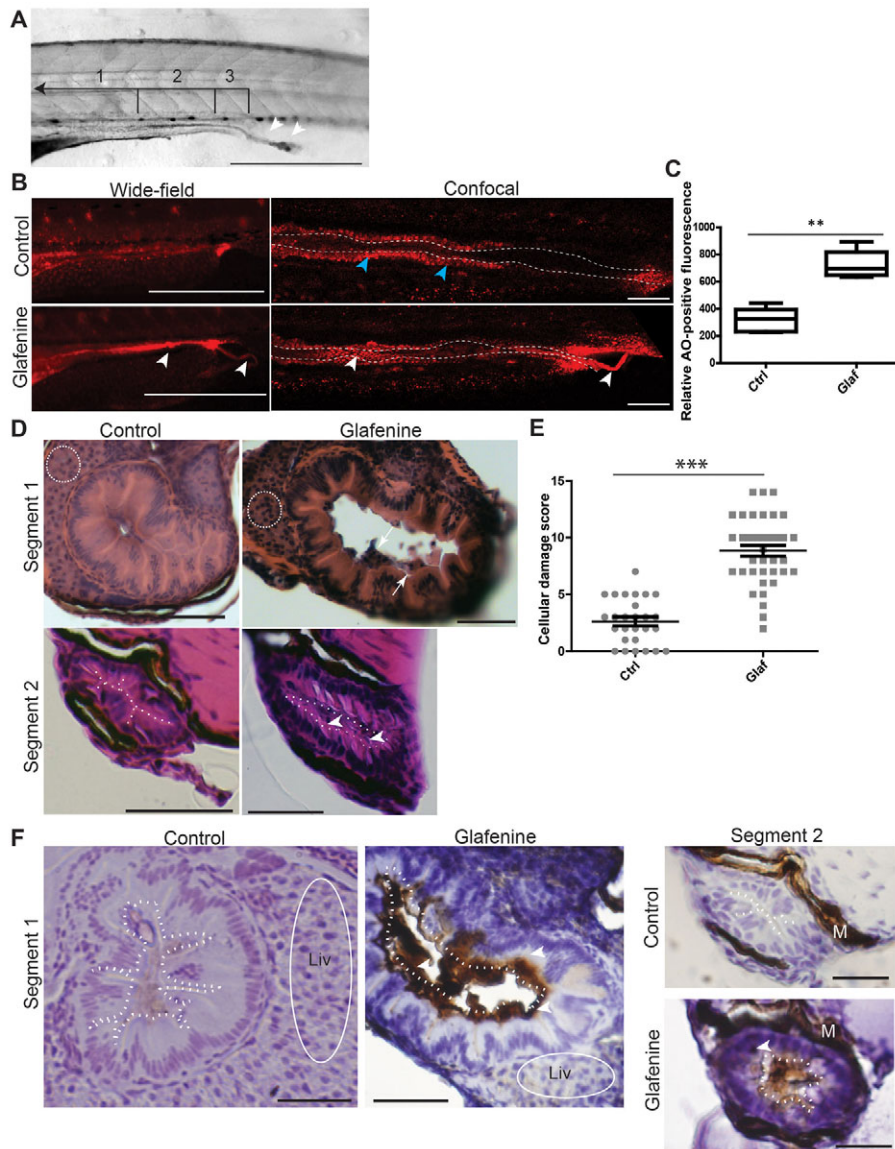 A
1 2 3
B
Wide-field Confocal
Control
Glafenine
C
**
Relative AO-positive fluorescence
1000
800
600
400
200
0
Ctrl
Glaf
D
Control Glafenine
Segment 1
Segment 2
E
***
Cellular damage score
15
10
5
0
Ctrl
Glaf
F
Control Glafenine Segment 2
Segment 1
Liv
Liv
Control
M
Glafenine
M